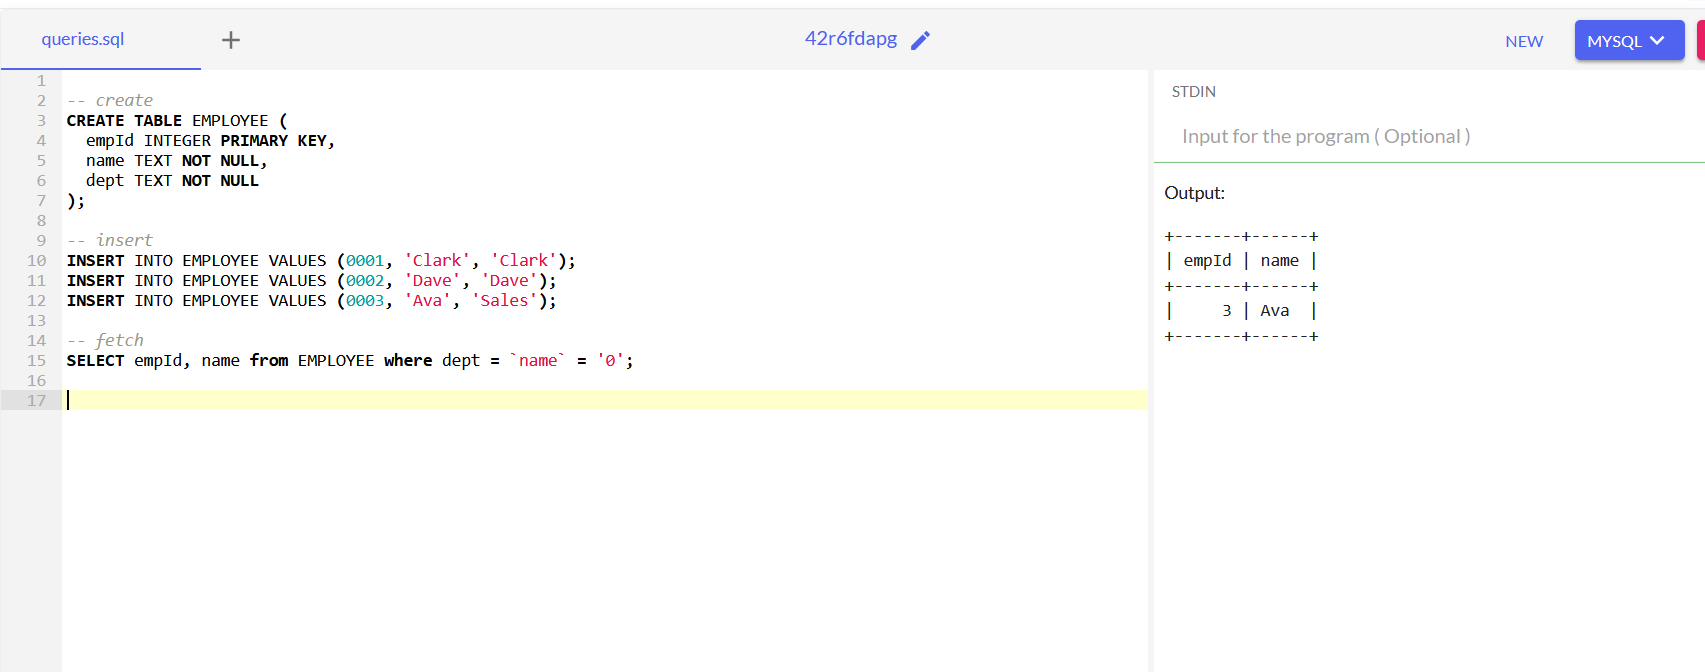 queries.sql
+
42r6fdapg
NEW
MYSQL
1
2 -- create
3 CREATE TABLE EMPLOYEE (
4   empId INTEGER PRIMARY KEY,
5   name TEXT NOT NULL,
6   dept TEXT NOT NULL
7 );
8
9 -- insert
10 INSERT INTO EMPLOYEE VALUES (0001, 'Clark', 'Clark');
11 INSERT INTO EMPLOYEE VALUES (0002, 'Dave', 'Dave');
12 INSERT INTO EMPLOYEE VALUES (0003, 'Ava', 'Sales');
13
14 -- fetch
15 SELECT empId, name from EMPLOYEE where dept = `name` = '0';
16
17
STDIN
Input for the program ( Optional )
Output:
+-------+------+
| empId | name |
+-------+------+
|     3 | Ava  |
+-------+------+